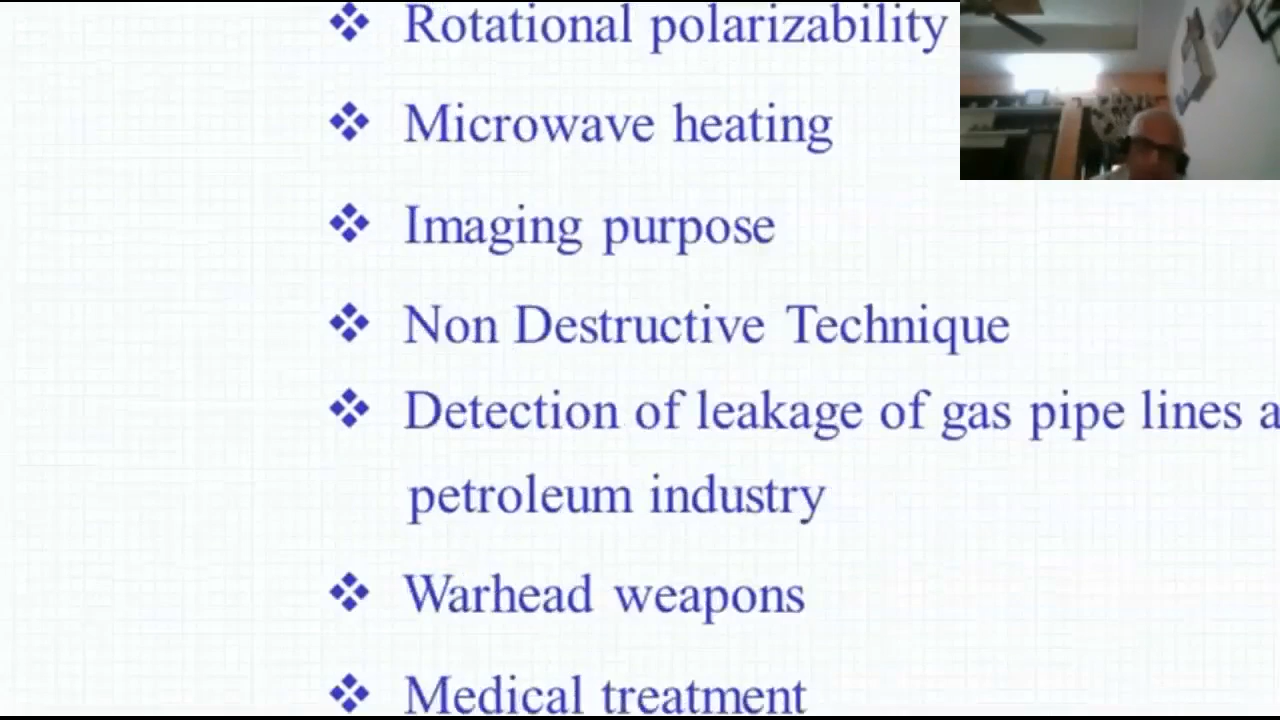 ❖ Rotational polarizability
❖ Microwave heating
❖ Imaging purpose
❖ Non Destructive Technique
❖ Detection of leakage of gas pipe lines a
petroleum industry
❖ Warhead weapons
❖ Medical treatment